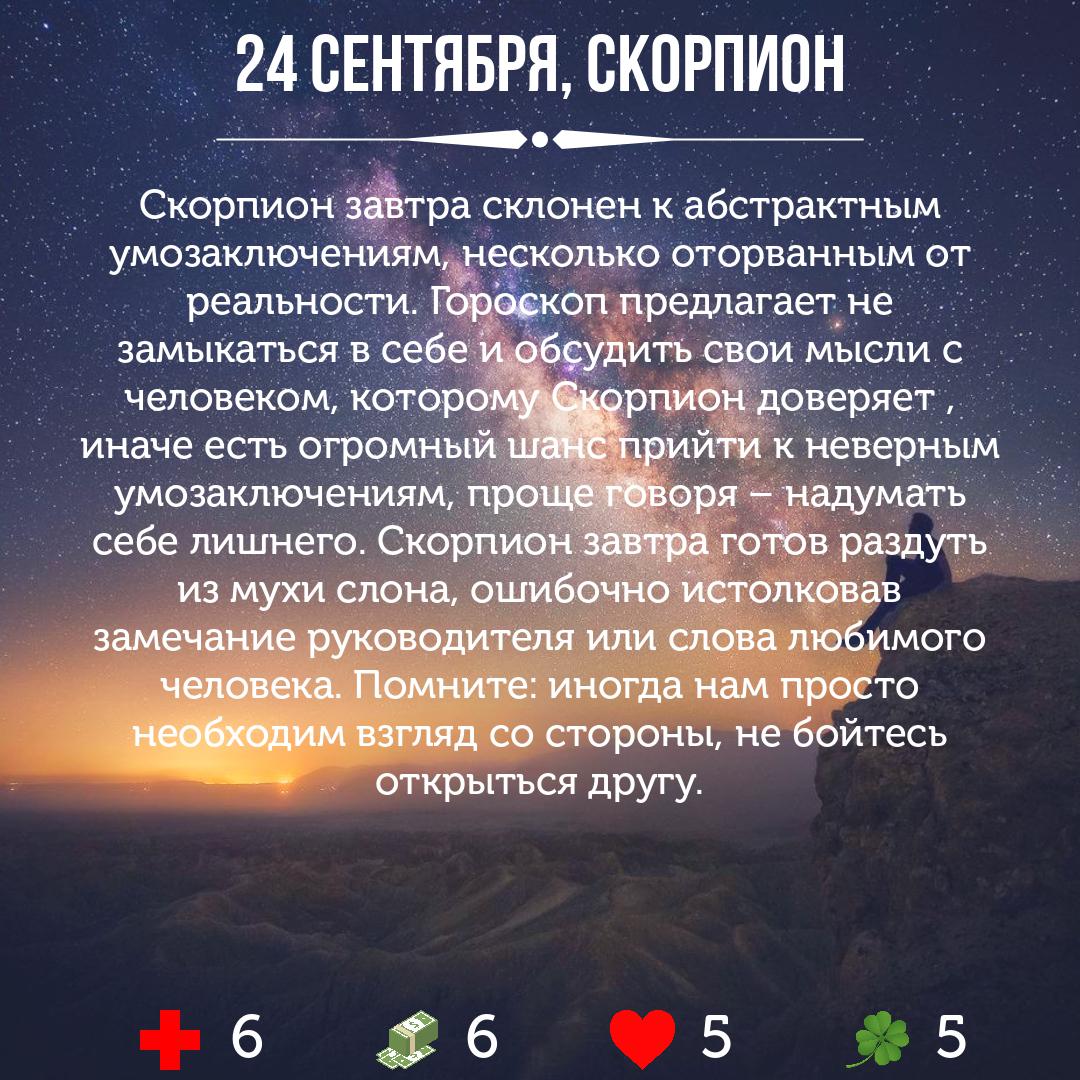 24 СЕНТЯБРЯ, СКОРПИОН
Скорпион завтра склонен к абстрактным
умозаключениям, несколько оторванным от
реальности. Гороскоп предлагает не
замыкаться в себе и обсудить свои мысли с
человеком, которому Скорпион доверяет ,
иначе есть огромный шанс прийти к неверным
умозаключениям, проще говоря – надумать
себе лишнего. Скорпион завтра готов раздуть
из мухи слона, ошибочно истолковав
замечание руководителя или слова любимого
человека. Помните: иногда нам просто
необходим взгляд со стороны, не бойтесь
открыться другу.
6 6 5 5